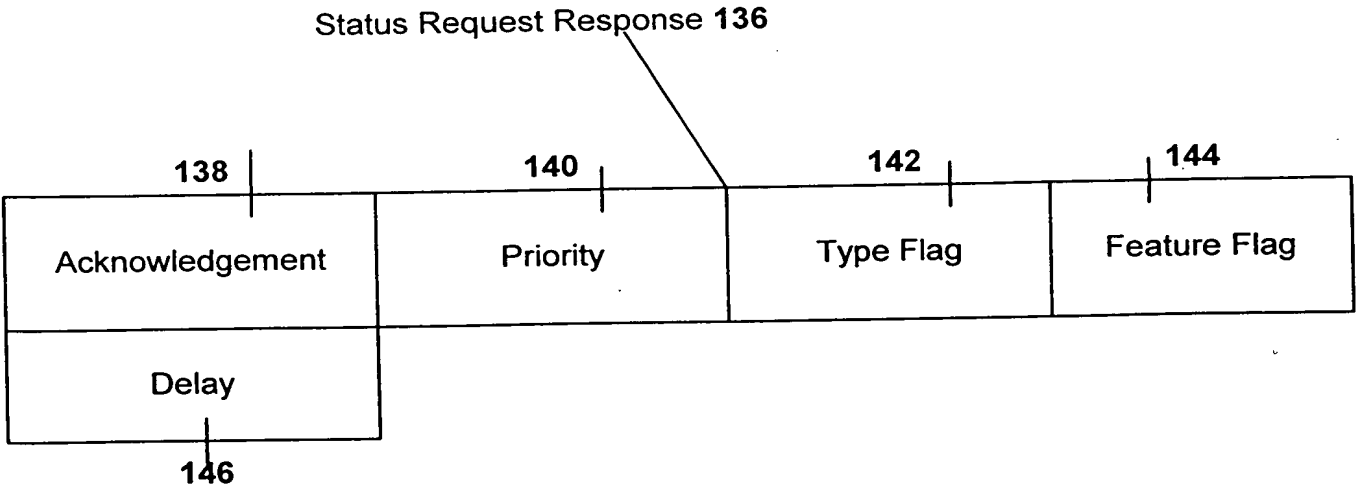 Status Request Response 136
138
140
142
144
Acknowledgement
Priority
Type Flag
Feature Flag
Delay
146